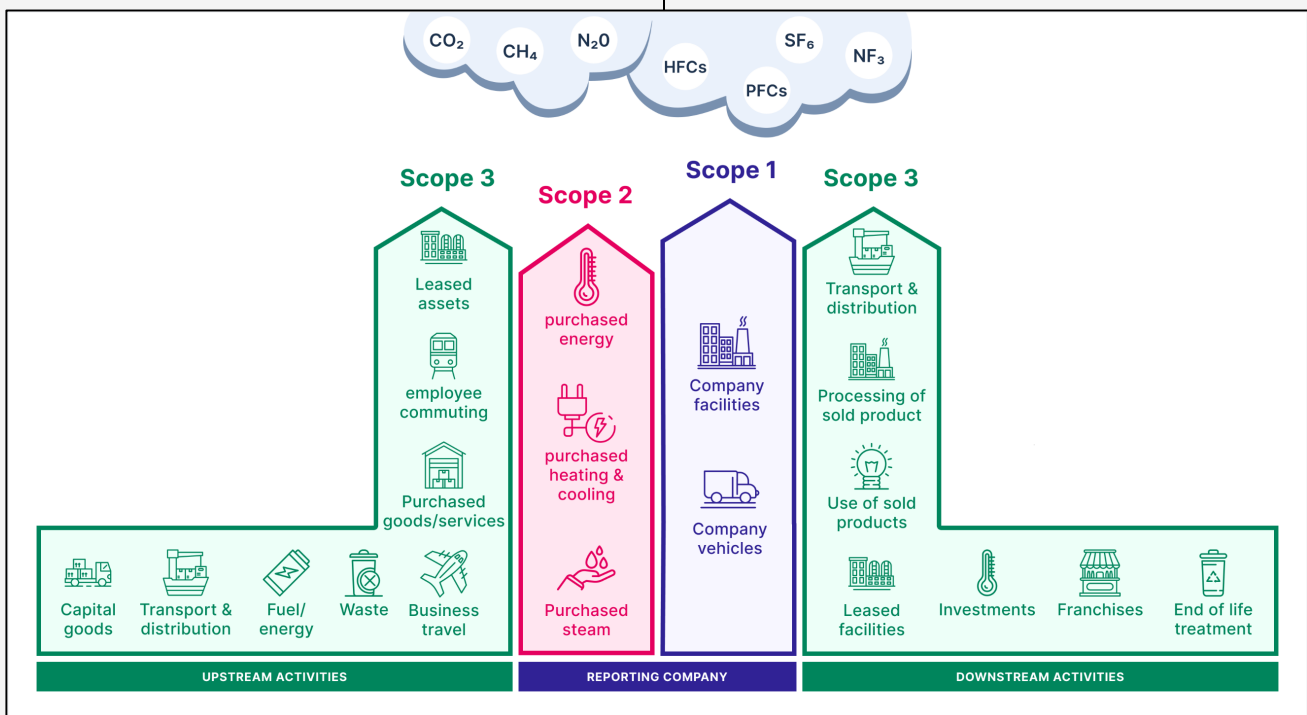 CO₂
CH₄
N₂0
HFCs
SF₆
PFCs
NF₃
Scope 3
Scope 2
Scope 1
Scope 3
Leased
assets
employee
commuting
Purchased
goods/services
Capital
goods
Transport &
distribution
Fuel/
energy
Waste
Business
travel
purchased
energy
purchased
heating &
cooling
Purchased
steam
Company
facilities
Company
vehicles
Transport &
distribution
Processing of
sold product
Use of sold
products
Leased
facilities
Investments
Franchises
End of life
treatment
UPSTREAM ACTIVITIES
REPORTING COMPANY
DOWNSTREAM ACTIVITIES